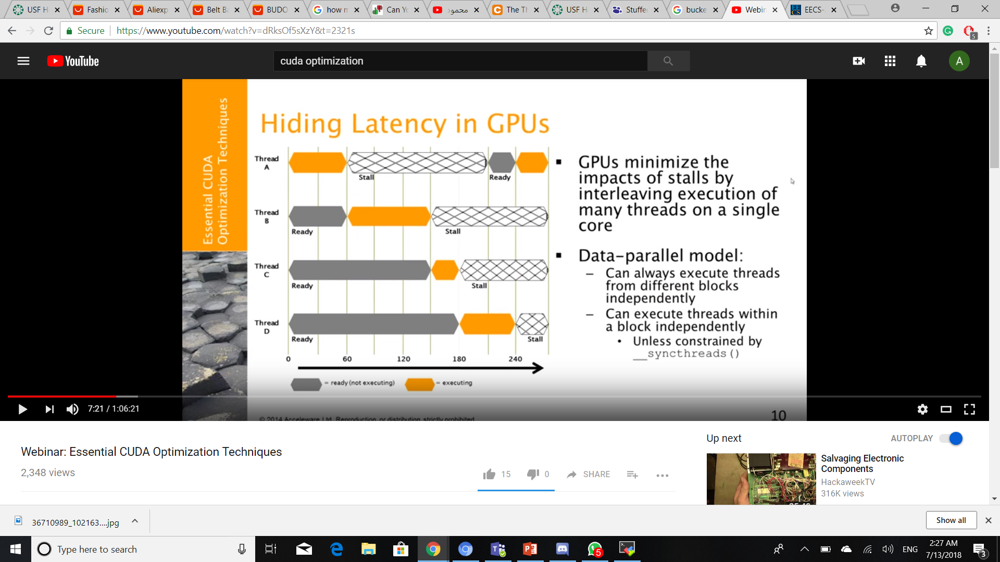 USF H
Fashio
Aliexp
Belt Ba
BUDO
how m
Can Yo
محمود
The Th
USF H
Stuffed
bucke
Webin
EECS-
Secure
https://www.youtube.com/watch?v=dRksOf5sXzY&t=2321s
5
YouTube
cuda optimization
A
Essential CUDA
Optimization Techniques
Hiding Latency in GPUs
Thread
A
Stall
Ready
Thread
B
Ready
Stall
Thread
C
Ready
Stall
Thread
D
Ready
Stall
0 60 120 180 240
= ready (not executing)
= executing
GPUs minimize the
impacts of stalls by
interleaving execution of
many threads on a single
core
Data-parallel model:
– Can always execute threads
from different blocks
independently
– Can execute threads within
a block independently
• Unless constrained by
__syncthreads()
© 2014 Acceleware Ltd. Reproduction or distribution strictly prohibited
10
7:21 / 1:06:21
Webinar: Essential CUDA Optimization Techniques
2,348 views
15
0
SHARE
Up next
AUTOPLAY
Salvaging Electronic
Components
HackaweekTV
316K views
36710989_102163....jpg
Show all
Type here to search
5
ENG
2:27 AM
7/13/2018
3